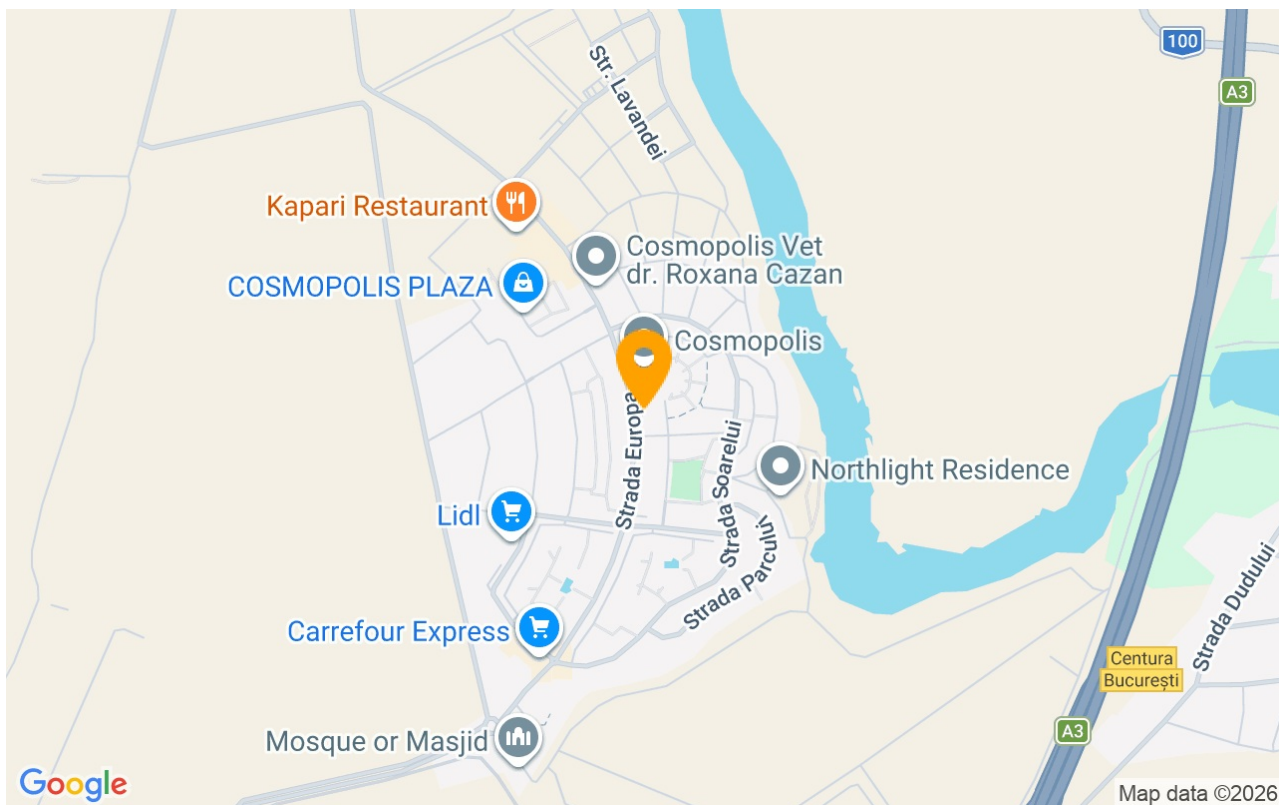 100
A3
Str. Lavandei
Kapari Restaurant
Cosmopolis Vet
dr. Roxana Cazan
COSMOPOLIS PLAZA
Cosmopolis
Strada Europa
Northlight Residence
Strada Soarelui
Lidl
Strada Parcului
Strada Dudului
Carrefour Express
Centura
București
A3
Mosque or Masjid
Google
Map data ©2026